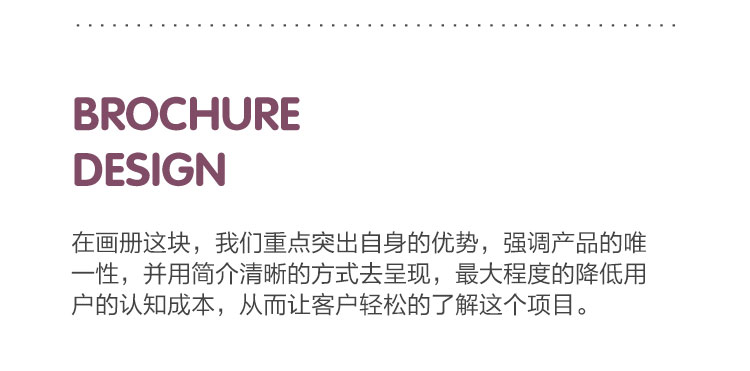 BROCHURE
DESIGN
在画册这块，我们重点突出自身的优势，强调产品的唯
一性，并用简介清晰的方式去呈现，最大程度的降低用
户的认知成本，从而让客户轻松的了解这个项目。